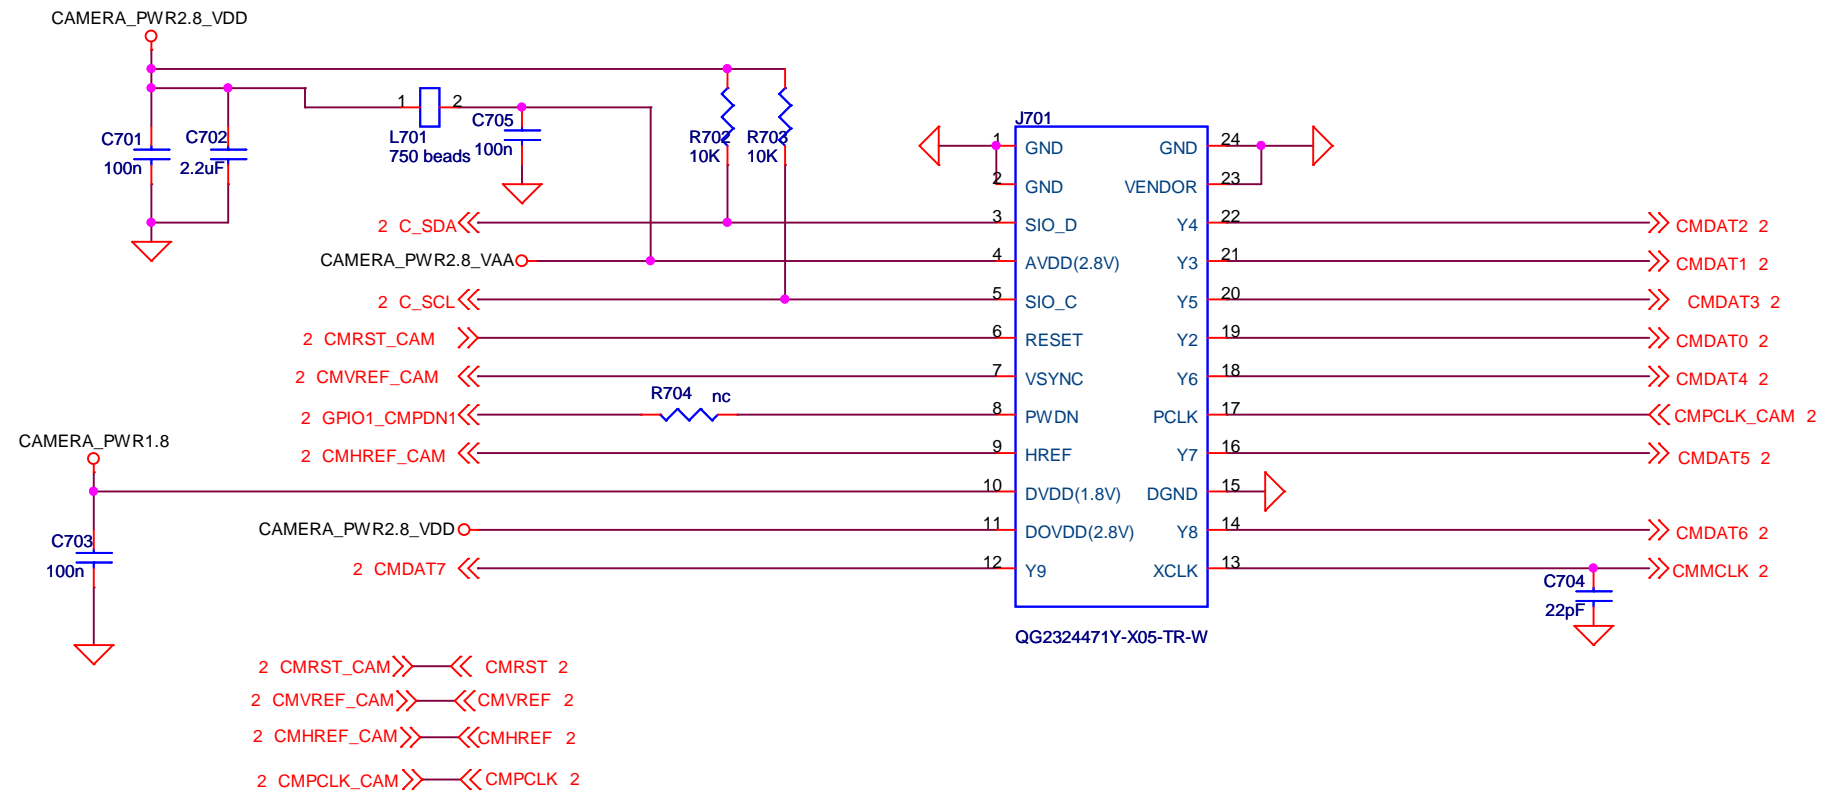 CAMERA_PWR2.8_VDD
C701
100n
C702
2.2uF
1
2
L701
750 beads
C705
100n
R702
10K
R703
10K
J701
1 GND
GND 24
2 GND
VENDOR 23
2 C_SDA
3 SIO_D
Y4 22
CMDAT2 2
CAMERA_PWR2.8_VAA
4 AVDD(2.8V)
Y3 21
CMDAT1 2
2 C_SCL
5 SIO_C
Y5 20
CMDAT3 2
2 CMRST_CAM
6 RESET
Y2 19
CMDAT0 2
2 CMVREF_CAM
7 VSYNC
Y6 18
CMDAT4 2
2 GPIO1_CMPDN1
R704 nc
8 PWDN
PCLK 17
CMPCLK_CAM 2
2 CMHREF_CAM
9 HREF
Y7 16
CMDAT5 2
CAMERA_PWR1.8
10 DVDD(1.8V)
DGND 15
CAMERA_PWR2.8_VDD
11 DOVDD(2.8V)
Y8 14
CMDAT6 2
C703
100n
2 CMDAT7
12 Y9
XCLK 13
CMMCLK 2
C704
22pF
QG2324471Y-X05-TR-W
2 CMRST_CAM CMRST 2
2 CMVREF_CAM CMVREF 2
2 CMHREF_CAM CMHREF 2
2 CMPCLK_CAM CMPCLK 2